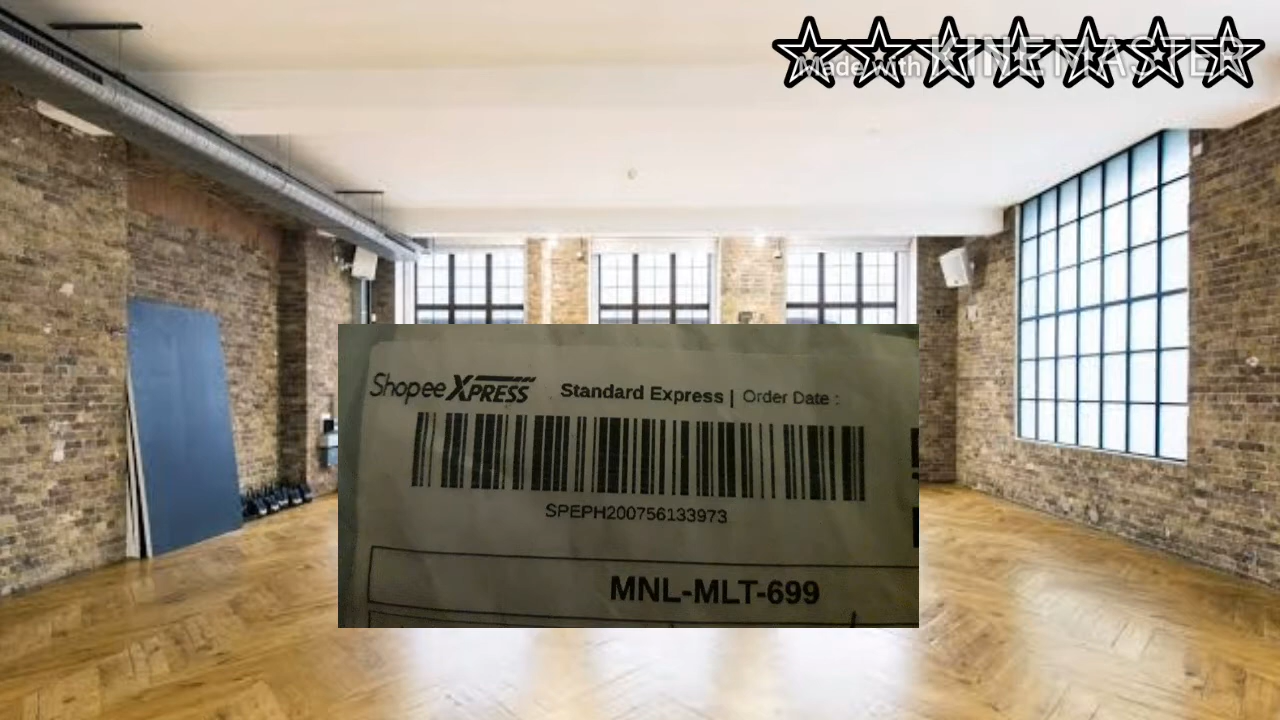 Made with KINEMASTER
Shopee XPRESS Standard Express | Order Date :
SPEPH200756133973
MNL-MLT-699